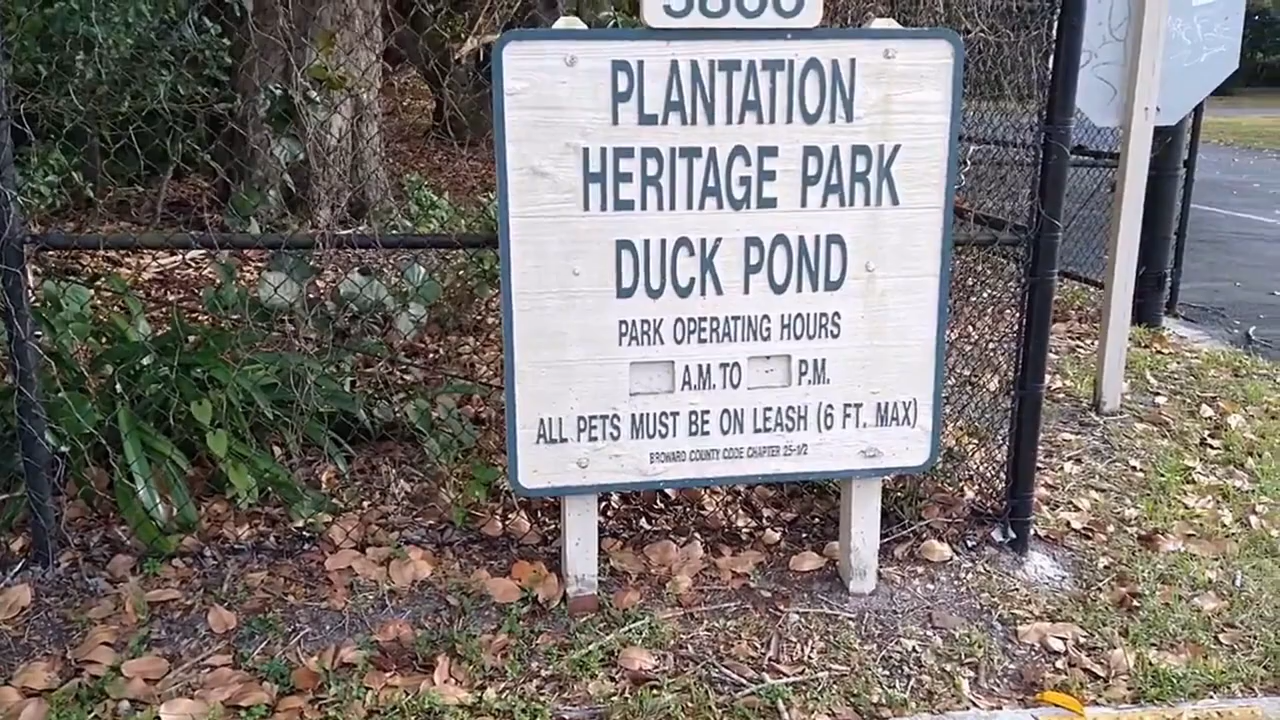 PLANTATION
HERITAGE PARK
DUCK POND
PARK OPERATING HOURS
A.M. TO P.M.
ALL PETS MUST BE ON LEASH (6 FT. MAX)
BROWARD COUNTY CODE CHAPTER 25-1/2